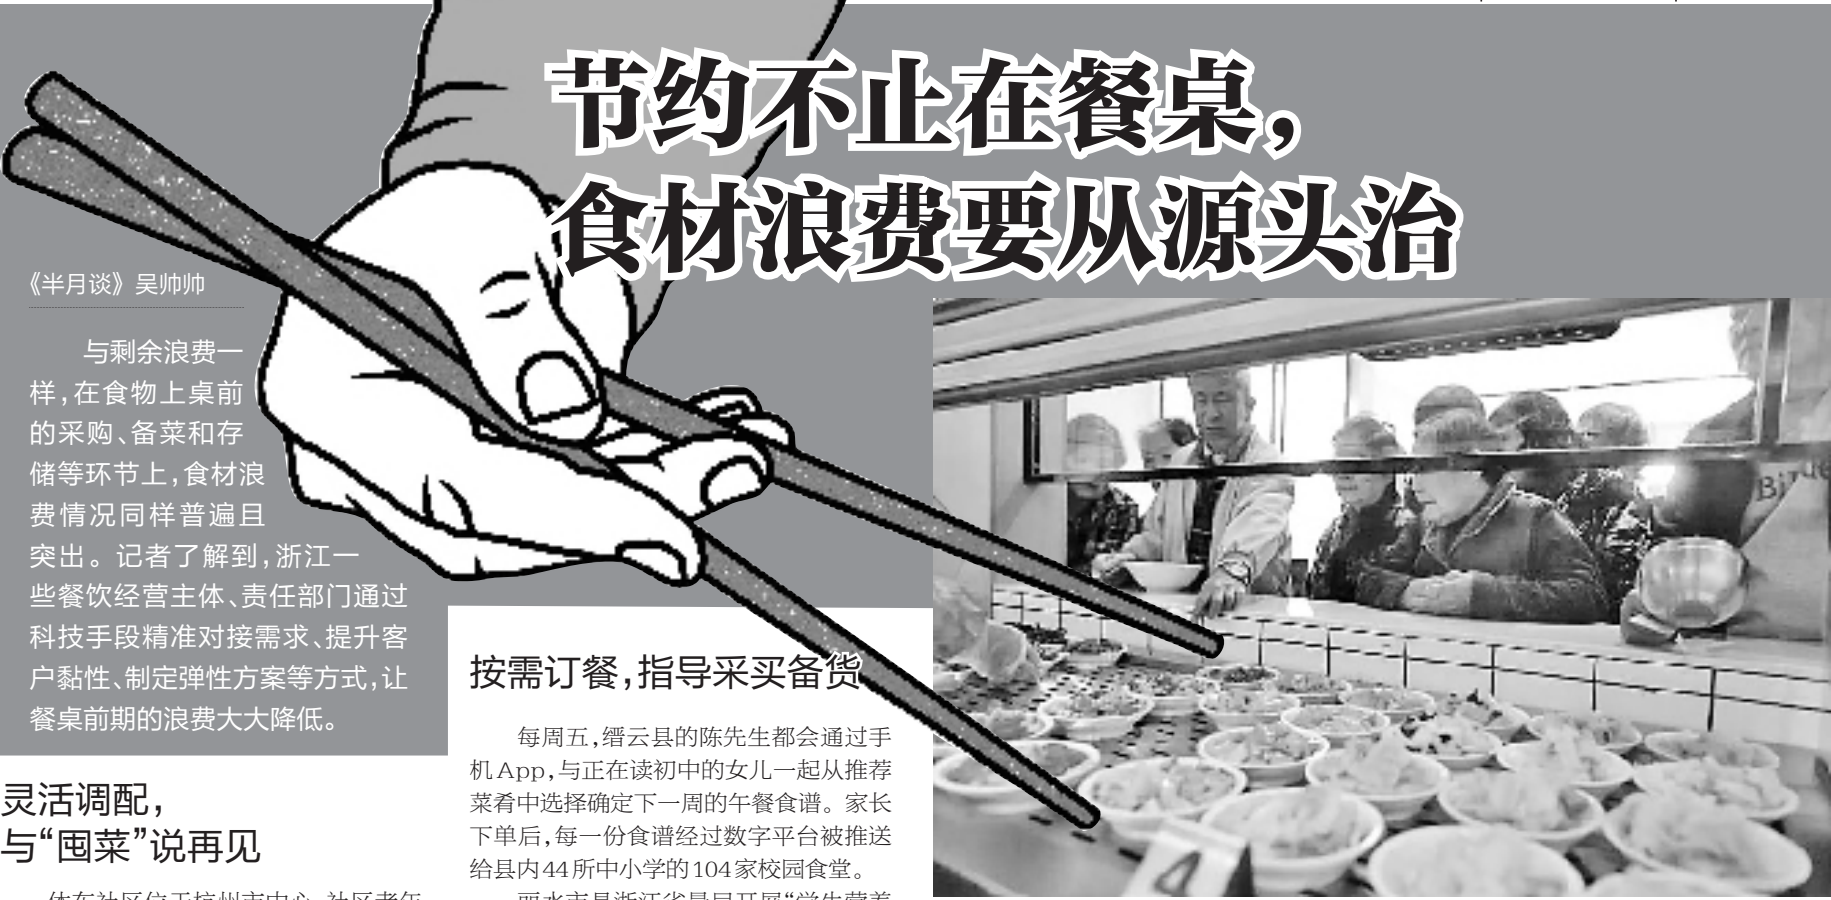 节约不止在餐桌，
食材浪费要从源头治
《半月谈》吴帅帅
与剩余浪费一
样，在食物上桌前
的采购、备菜和存
储等环节上，食材浪
费情况同样普遍且
突出。记者了解到，浙江一
些餐饮经营主体、责任部门通过
科技手段精准对接需求、提升客
户黏性、制定弹性方案等方式，让
餐桌前期的浪费大大降低。
灵活调配，
与“囤菜”说再见
按需订餐，指导采买备货
每周五，缙云县的陈先生都会通过手
机App，与正在读初中的女儿一起从推荐
菜肴中选择确定下一周的午餐食谱。家长
下单后，每一份食谱经过数字平台被推送
给县内44所中小学的104家校园食堂。
4